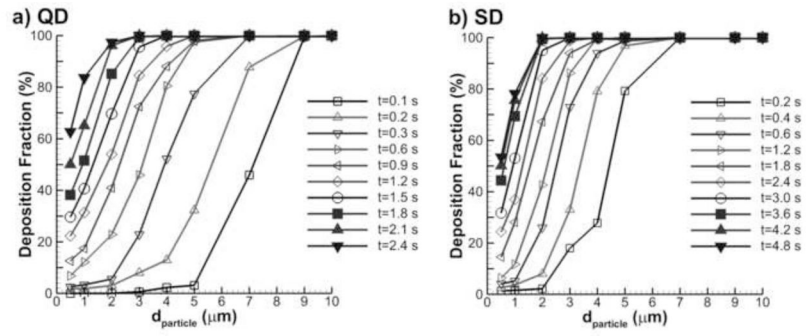 a) QD
Deposition Fraction (%)
100
80
60
40
20
0
0 1 2 3 4 5 6 7 8 9 10
d particle (μm)
t=0.1 s
t=0.2 s
t=0.3 s
t=0.6 s
t=0.9 s
t=1.2 s
t=1.5 s
t=1.8 s
t=2.1 s
t=2.4 s
b) SD
Deposition Fraction (%)
100
80
60
40
20
0
0 1 2 3 4 5 6 7 8 9 10
d particle (μm)
t=0.2 s
t=0.4 s
t=0.6 s
t=1.2 s
t=1.8 s
t=2.4 s
t=3.0 s
t=3.6 s
t=4.2 s
t=4.8 s